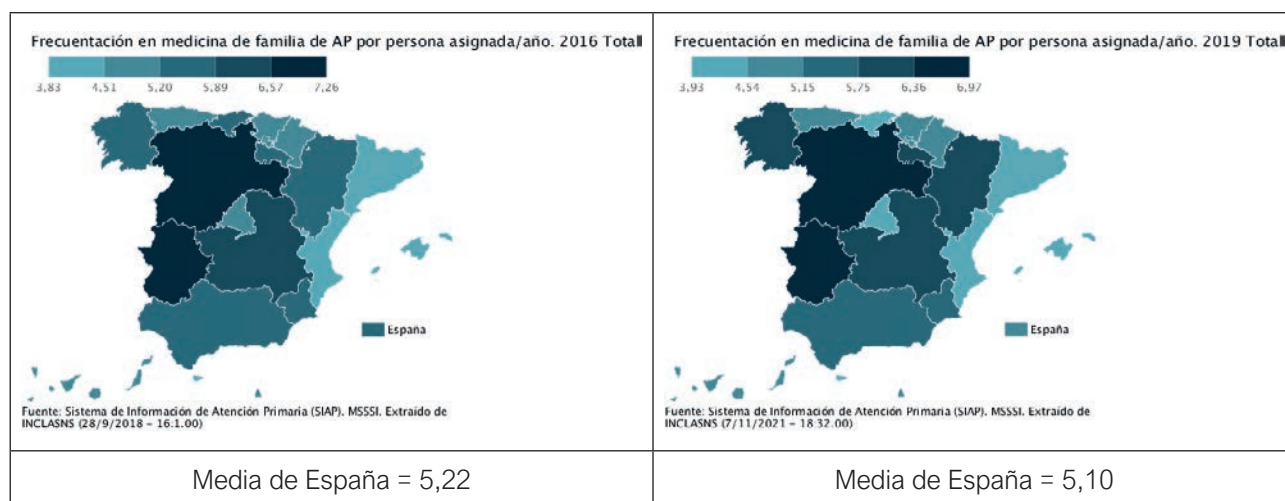 Frecuentación en medicina de familia de AP por persona asignada/año. 2016 Total
3,83 4,51 5,20 5,89 6,57 7,26
España
Fuente: Sistema de Información de Atención Primaria (SIAP). MSSSI. Extraído de
INCLASNS (28/9/2018 - 16.1.00)
Media de España = 5,22
Frecuentación en medicina de familia de AP por persona asignada/año. 2019 Total
3,93 4,54 5,15 5,75 6,36 6,97
España
Fuente: Sistema de Información de Atención Primaria (SIAP). MSSSI. Extraído de
INCLASNS (7/11/2021 - 18.32.00)
Media de España = 5,10